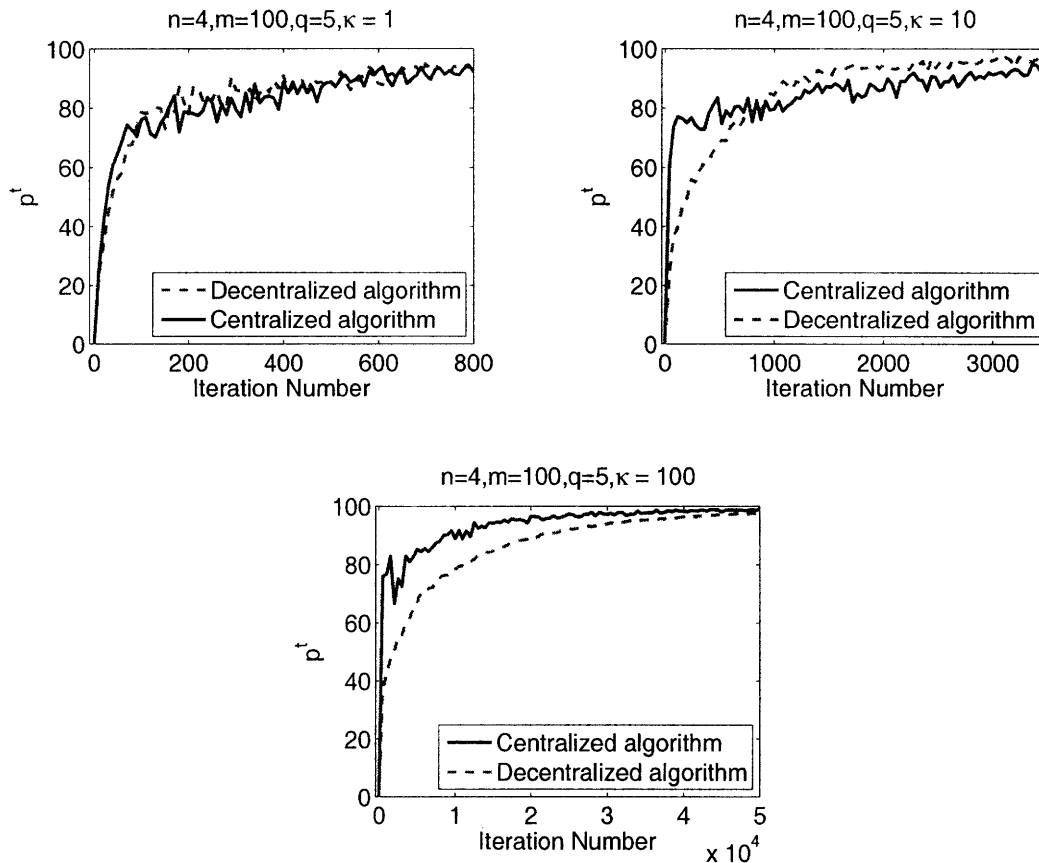 n=4,m=100,q=5,κ = 1
100
80
60
40
20
0
p^t
Decentralized algorithm
Centralized algorithm
0 200 400 600 800
Iteration Number
n=4,m=100,q=5,κ = 10
100
80
60
40
20
0
p^t
Centralized algorithm
Decentralized algorithm
0 1000 2000 3000
Iteration Number
n=4,m=100,q=5,κ = 100
100
80
60
40
20
0
p^t
Centralized algorithm
Decentralized algorithm
0 1 2 3 4 5
Iteration Number
x 10^4